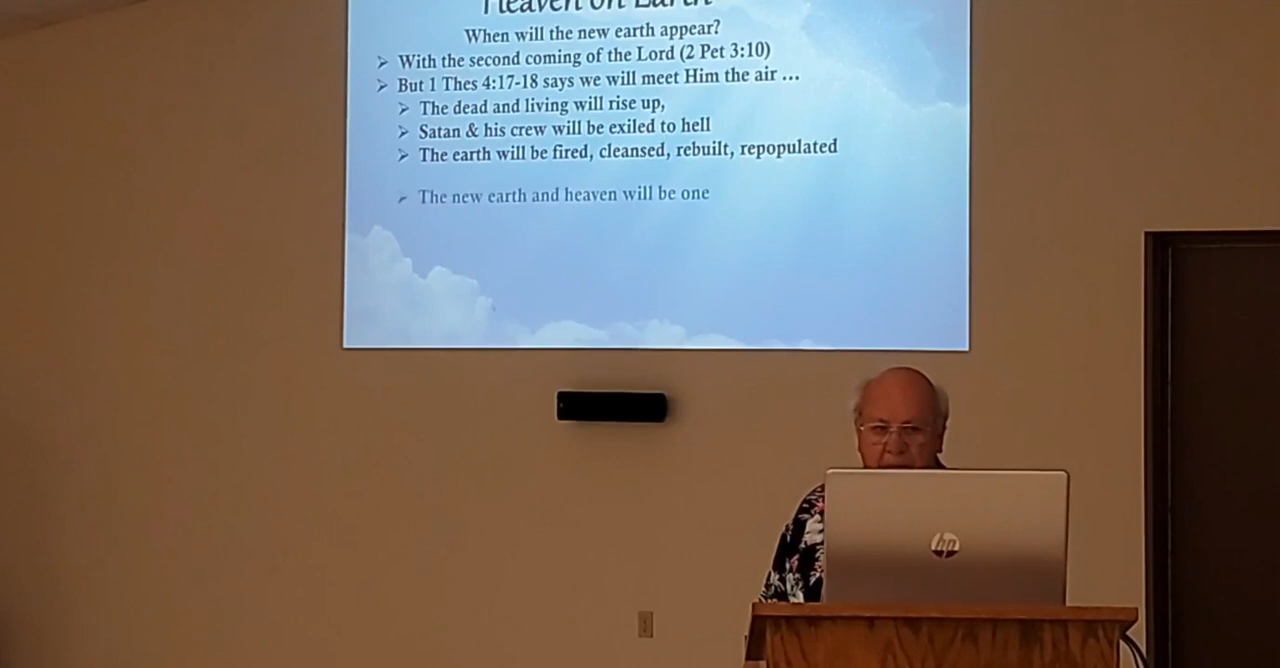 Heaven on Earth
When will the new earth appear?
➢ With the second coming of the Lord (2 Pet 3:10)
➢ But 1 Thes 4:17-18 says we will meet Him the air ...
➢ The dead and living will rise up,
➢ Satan & his crew will be exiled to hell
➢ The earth will be fired, cleansed, rebuilt, repopulated
➢ The new earth and heaven will be one
hp